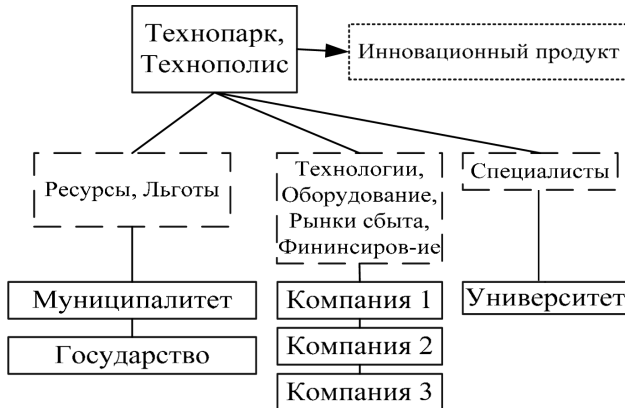 Технопарк,
Технополис
Инновационный продукт
Ресурсы, Льготы
Технологии,
Оборудование,
Рынки сбыта,
Фининсиров-ие
Специалисты
Муниципалитет
Государство
Компания 1
Компания 2
Компания 3
Университет